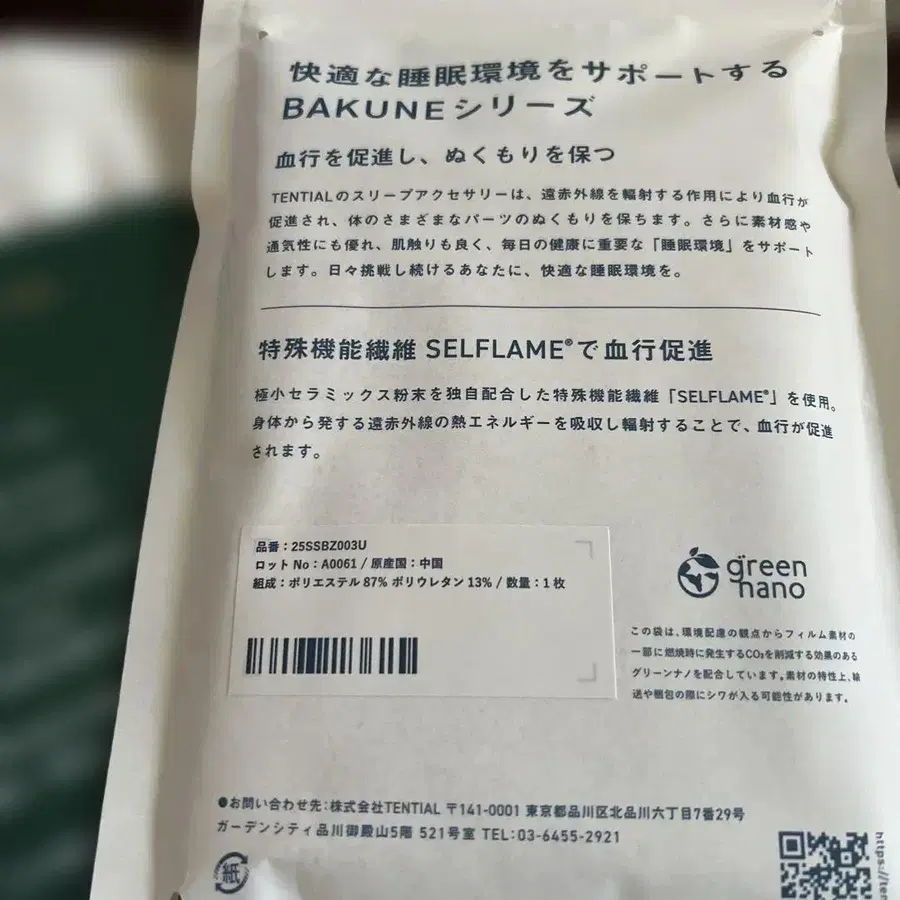 快適な睡眠環境をサポートする
BAKUNEシリーズ
血行を促進し、ぬくもりを保つ
TENTIALのスリープアクセサリーは、遠赤外線を輻射する作用により血行が
促進され、体のさまざまなパーツのぬくもりを保ちます。さらに素材感や
通気性にも優れ、肌触りも良く、毎日の健康に重要な「睡眠環境」をサポート
します。日々挑戦し続けるあなたに、快適な睡眠環境を。
特殊機能繊維 SELFLAME®で血行促進
極小セラミックス粉末を独自配合した特殊機能繊維「SELFLAME®」を使用。
身体から発する遠赤外線の熱エネルギーを吸収し輻射することで、血行が促進
されます。
品番：25SSBZ003U
ロット No：A0061 / 原産国：中国
組成：ポリエステル 87% ポリウレタン 13% / 数量：1 枚
green
nano
この袋は、環境配慮の観点からフィルム素材の
一部に燃焼時に発生するCO₂を削減する効果のある
グリーンナノを配合しています。素材の特性上、輸
送や梱包の際にシワが入る可能性があります。
●お問い合わせ先：株式会社TENTIAL 〒141-0001 東京都品川区北品川六丁目7番29号
ガーデンシティ品川御殿山5階 521号室 TEL：03-6455-2921
紙
https://ten